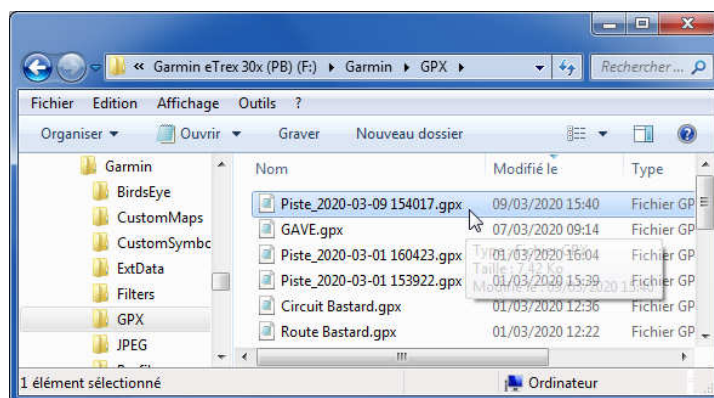 « Garmin eTrex 30x (PB) (F:) Garmin GPX Rechercher ...
Fichier Edition Affichage Outils ?
Organiser Ouvrir Graver Nouveau dossier
Garmin
BirdsEye
CustomMaps
CustomSymbc
ExtData
Filters
GPX
JPEG
Nom Modifié le Type
Piste_2020-03-09 154017.gpx 09/03/2020 15:40 Fichier GP
GAVE.gpx 07/03/2020 09:14 Fichier GP
Piste_2020-03-01 160423.gpx 01/03/2020 16:04 Fichier GP
Piste_2020-03-01 153922.gpx 01/03/2020 15:39 Fichier GP
Circuit Bastard.gpx 01/03/2020 12:36 Fichier GP
Route Bastard.gpx 01/03/2020 12:22 Fichier GP
Taille : 7,42 Ko
1 élément sélectionné Ordinateur